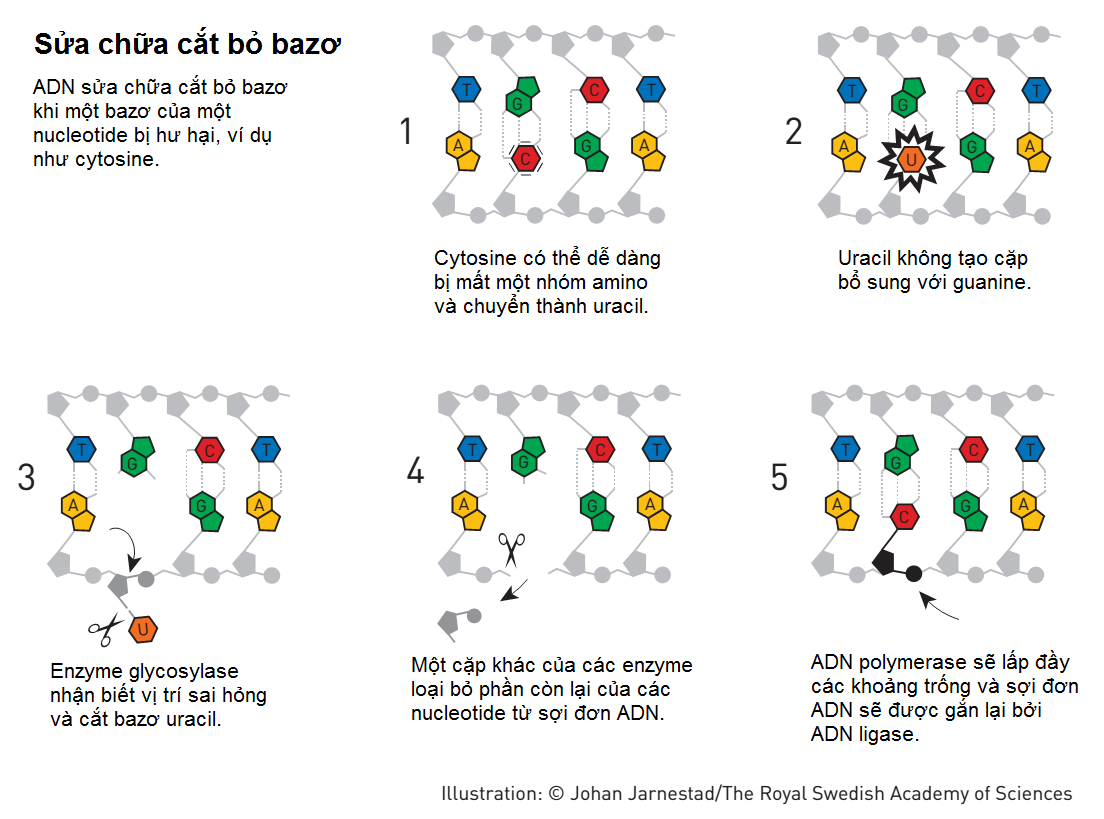 Sửa chữa cắt bỏ bazơ
ADN sửa chữa cắt bỏ bazơ
khi một bazơ của một
nucleotide bị hư hại, ví dụ
như cytosine.
1
T
G
C
T
A
C
G
A
Cytosine có thể dễ dàng
bị mất một nhóm amino
và chuyển thành uracil.
2
T
G
C
T
A
U
G
A
Uracil không tạo cặp
bổ sung với guanine.
3
T
G
C
T
A
G
A
U
Enzyme glycosylase
nhận biết vị trí sai hỏng
và cắt bazơ uracil.
4
T
G
C
T
A
G
A
Một cặp khác của các enzyme
loại bỏ phần còn lại của các
nucleotide từ sợi đơn ADN.
5
T
G
C
T
A
C
G
A
ADN polymerase sẽ lấp đầy
các khoảng trống và sợi đơn
ADN sẽ được gắn lại bởi
ADN ligase.
Illustration: © Johan Jarnestad/The Royal Swedish Academy of Sciences